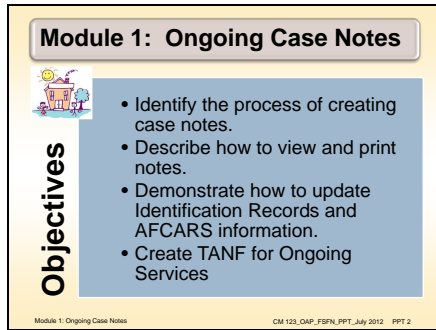 Module 1:  Ongoing Case Notes
Objectives
• Identify the process of creating
case notes.
• Describe how to view and print
notes.
• Demonstrate how to update
Identification Records and
AFCARS information.
• Create TANF for Ongoing
Services
Module 1: Ongoing Case Notes
CM 123_OAP_FSFN_PPT_July 2012    PPT 2